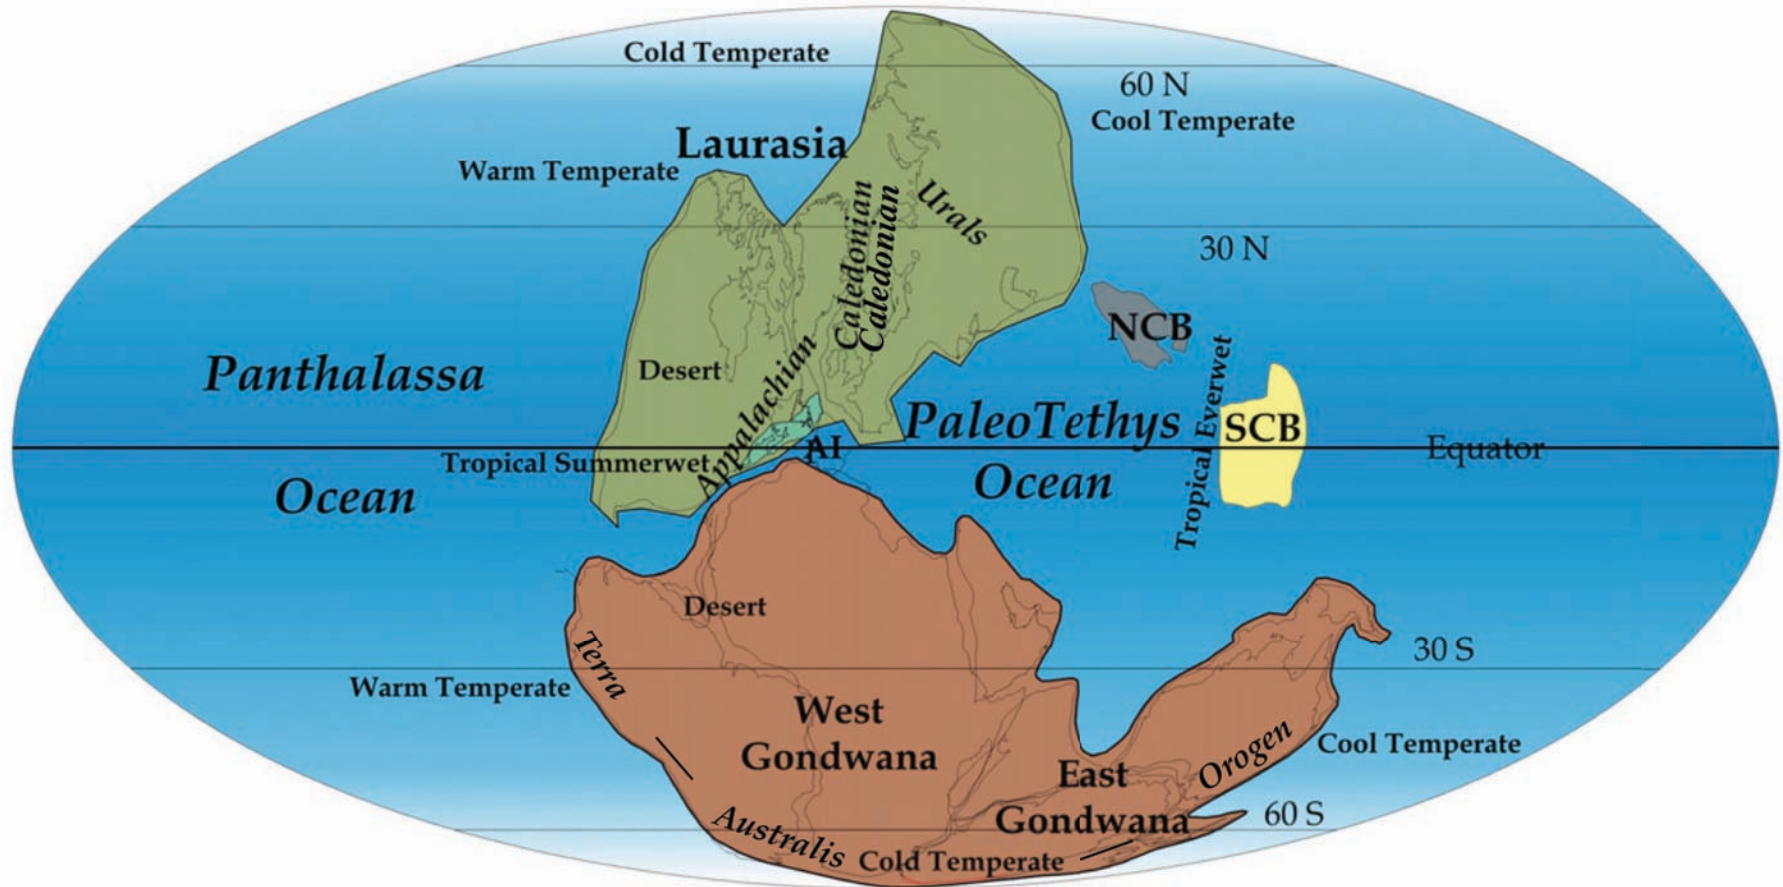 Cold Temperate
60 N
Cool Temperate
Laurasia
Warm Temperate
Caledonian
Caledonian
Urals
30 N
NCB
Panthalassa
Desert
Appalachian
PaleoTethys
Tropical Everwet
SCB
AI
Equator
Tropical Summerwet
Ocean
Ocean
Desert
Terra
30 S
Warm Temperate
West
Gondwana
Orogen
Cool Temperate
East
Gondwana
60 S
Australis
Cold Temperate